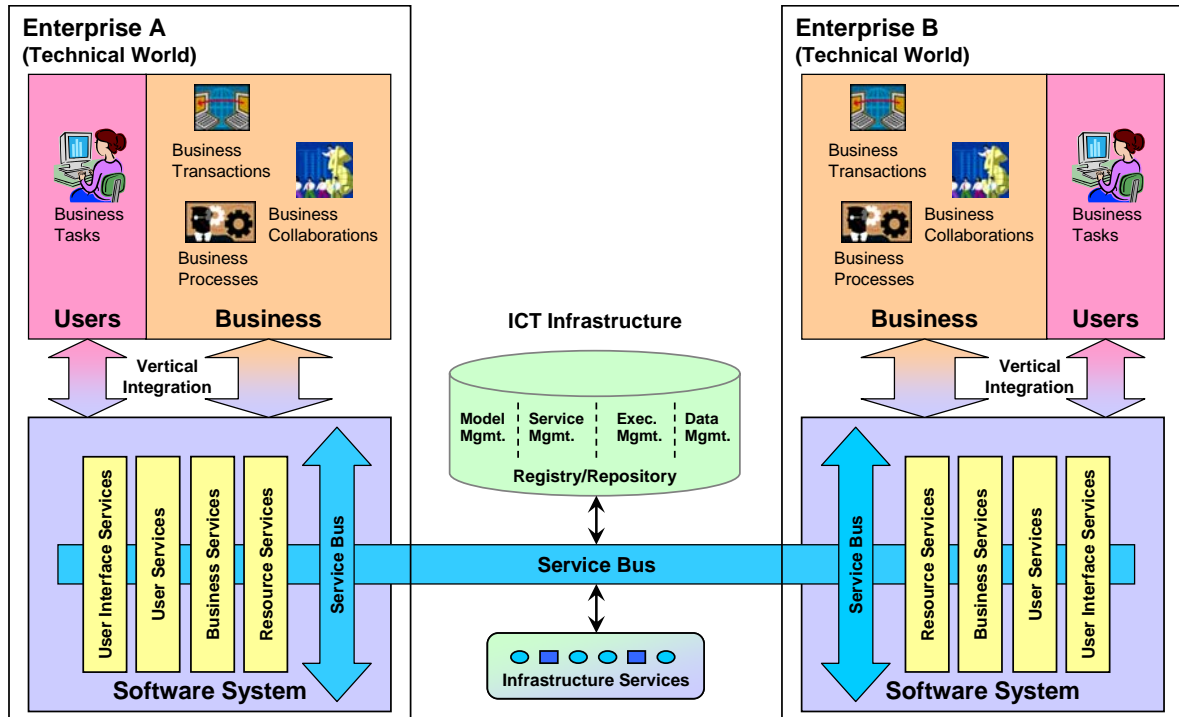 Enterprise A
(Technical World)
Business
Transactions
Business
Tasks
Business
Collaborations
Business
Processes
Users
Business
Vertical
Integration
User Interface Services
User Services
Business Services
Resource Services
Service Bus
Software System
ICT Infrastructure
Model
Mgmt.
Service
Mgmt.
Exec.
Mgmt.
Data
Mgmt.
Registry/Repository
Service Bus
Infrastructure Services
Enterprise B
(Technical World)
Business
Transactions
Business
Collaborations
Business
Tasks
Business
Processes
Business
Users
Vertical
Integration
Service Bus
Resource Services
Business Services
User Services
User Interface Services
Software System